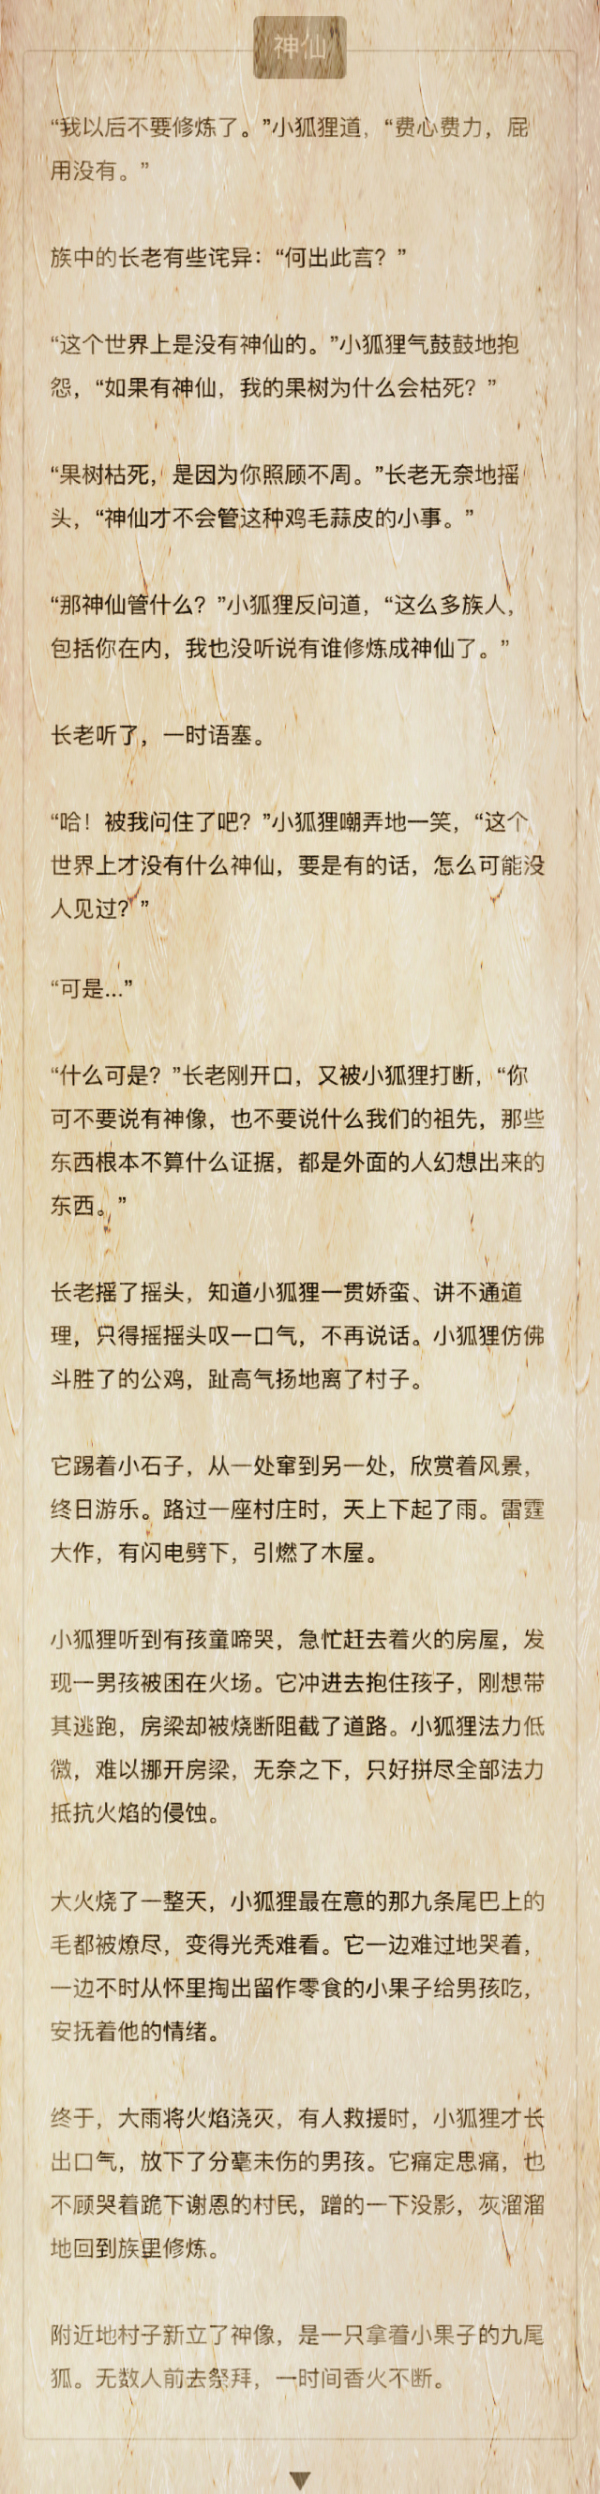 神仙
“我以后不要修炼了。”小狐狸道，“费心费力，屁
用没有。”
族中的长老有些诧异：“何出此言？”
“这个世界上是没有神仙的。”小狐狸气鼓鼓地抱
怨，“如果有神仙，我的果树为什么会枯死？”
“果树枯死，是因为你照顾不周。”长老无奈地摇
头，“神仙才不会管这种鸡毛蒜皮的小事。”
“那神仙管什么？”小狐狸反问道，“这么多族人，
包括你在内，我也没听说有谁修炼成神仙了。”
长老听了，一时语塞。
“哈！被我问住了吧？”小狐狸嘲弄地一笑，“这个
世界上才没有什么神仙，要是有的话，怎么可能没
人见过？”
“可是...”
“什么可是？”长老刚开口，又被小狐狸打断，“你
可不要说有神像，也不要说什么我们的祖先，那些
东西根本不算什么证据，都是外面的人幻想出来的
东西。”
长老摇了摇头，知道小狐狸一贯娇蛮、讲不通道
理，只得摇摇头叹一口气，不再说话。小狐狸仿佛
斗胜了的公鸡，趾高气扬地离了村子。
它踢着小石子，从一处窜到另一处，欣赏着风景，
终日游乐。路过一座村庄时，天上下起了雨。雷霆
大作，有闪电劈下，引燃了木屋。
小狐狸听到有孩童啼哭，急忙赶去着火的房屋，发
现一男孩被困在火场。它冲进去抱住孩子，刚想带
其逃跑，房梁却被烧断阻截了道路。小狐狸法力低
微，难以挪开房梁，无奈之下，只好拼尽全部法力
抵抗火焰的侵蚀。
大火烧了一整天，小狐狸最在意的那九条尾巴上的
毛都被燎尽，变得光秃难看。它一边难过地哭着，
一边不时从怀里掏出留作零食的小果子给男孩吃，
安抚着他的情绪。
终于，大雨将火焰浇灭，有人救援时，小狐狸才长
出口气，放下了分毫未伤的男孩。它痛定思痛，也
不顾哭着跪下谢恩的村民，蹭的一下没影，灰溜溜
地回到族里修炼。
附近地村子新立了神像，是一只拿着小果子的九尾
狐。无数人前去祭拜，一时间香火不断。